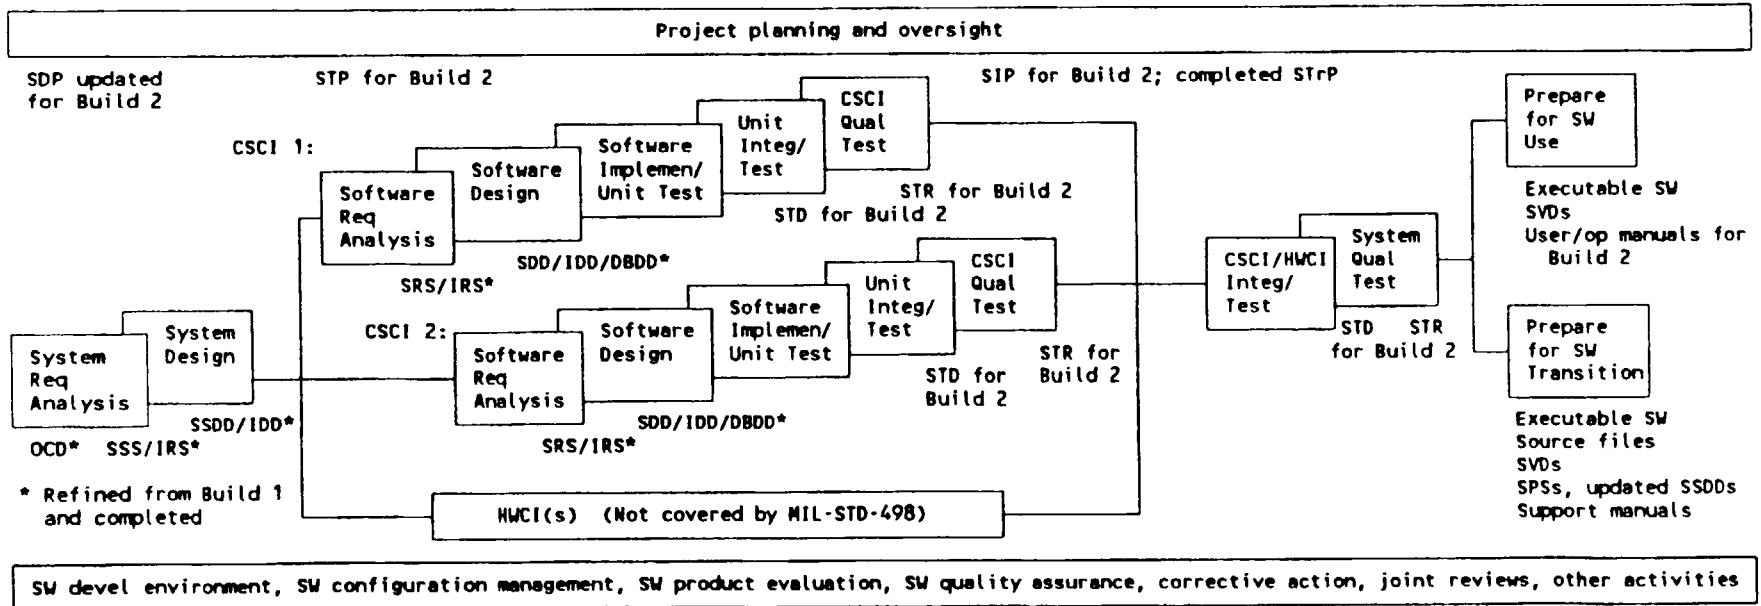 Project planning and oversight
SDP updated
for Build 2
STP for Build 2
SIP for Build 2; completed STrP
CSCI 1:
Software
Req
Analysis
Software
Design
Software
Implemen/
Unit Test
Unit
Integ/
Test
CSCI
Qual
Test
SRS/IRS*
SDD/IDD/DBDD*
STD for Build 2
STR for Build 2
CSCI 2:
Software
Req
Analysis
Software
Design
Software
Implemen/
Unit Test
Unit
Integ/
Test
CSCI
Qual
Test
SRS/IRS*
SDD/IDD/DBDD*
STD for
Build 2
STR for
Build 2
System
Req
Analysis
System
Design
OCD* SSS/IRS*
SSDD/IDD*
* Refined from Build 1
and completed
HWCI(s) (Not covered by MIL-STD-498)
CSCI/HWCI
Integ/
Test
System
Qual
Test
STD STR
for Build 2
Prepare
for SW
Use
Executable SW
SVDs
User/op manuals for
Build 2
Prepare
for SW
Transition
Executable SW
Source files
SVDs
SPSs, updated SSDDs
Support manuals
SW devel environment, SW configuration management, SW product evaluation, SW quality assurance, corrective action, joint reviews, other activities